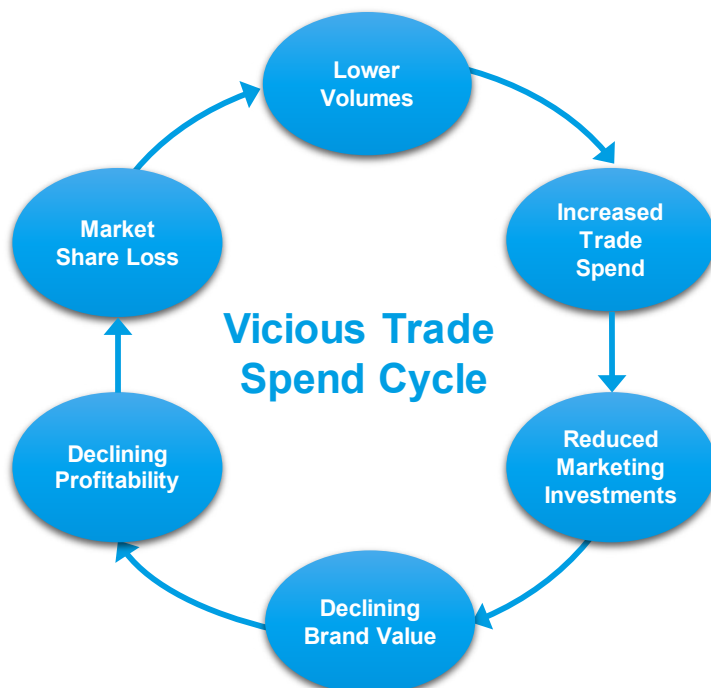 Lower
Volumes
Increased
Trade
Spend
Reduced
Marketing
Investments
Declining
Brand Value
Declining
Profitability
Market
Share Loss
Vicious Trade
Spend Cycle